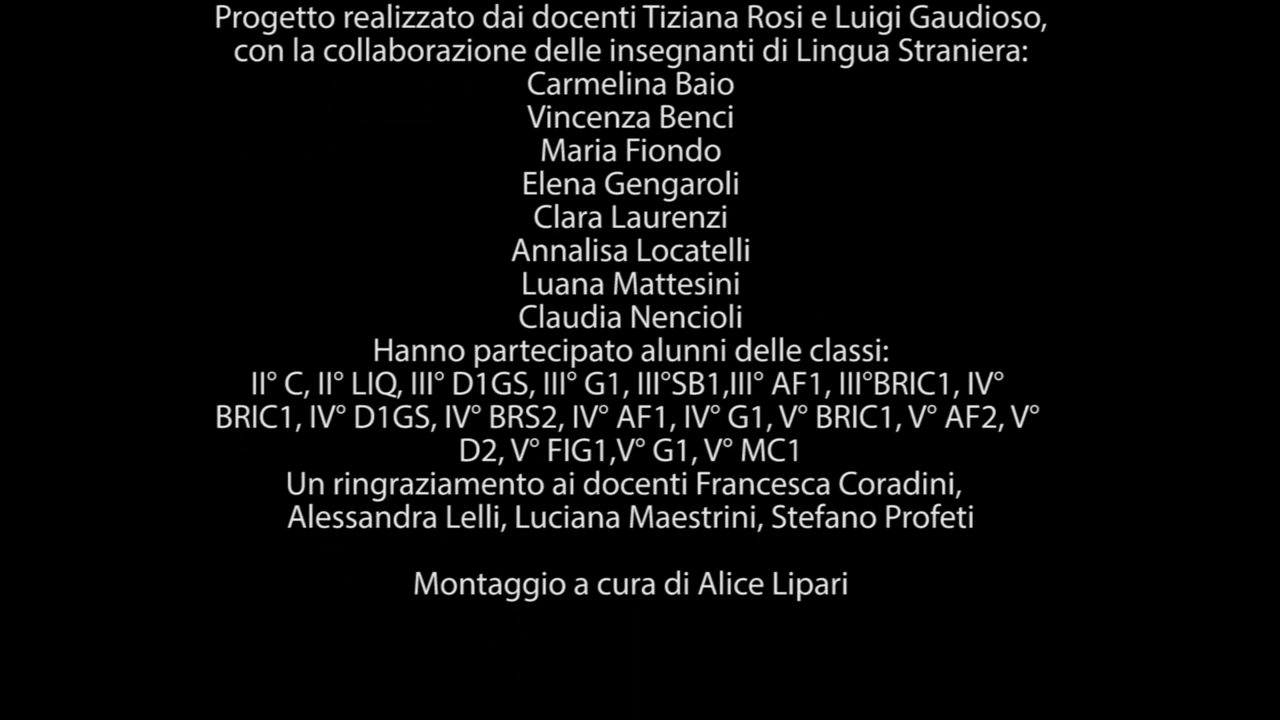 Progetto realizzato dai docenti Tiziana Rosi e Luigi Gaudioso,
con la collaborazione delle insegnanti di Lingua Straniera:
Carmelina Baio
Vincenza Benci
Maria Fiondo
Elena Gengaroli
Clara Laurenzi
Annalisa Locatelli
Luana Mattesini
Claudia Nencioli
Hanno partecipato alunni delle classi:
II° C, II° LIQ, III° D1GS, III° G1, III°SB1,III° AF1, III°BRIC1, IV°
BRIC1, IV° D1GS, IV° BRS2, IV° AF1, IV° G1, V° BRIC1, V° AF2, V°
D2, V° FIG1,V° G1, V° MC1
Un ringraziamento ai docenti Francesca Coradini,
Alessandra Lelli, Luciana Maestrini, Stefano Profeti
Montaggio a cura di Alice Lipari